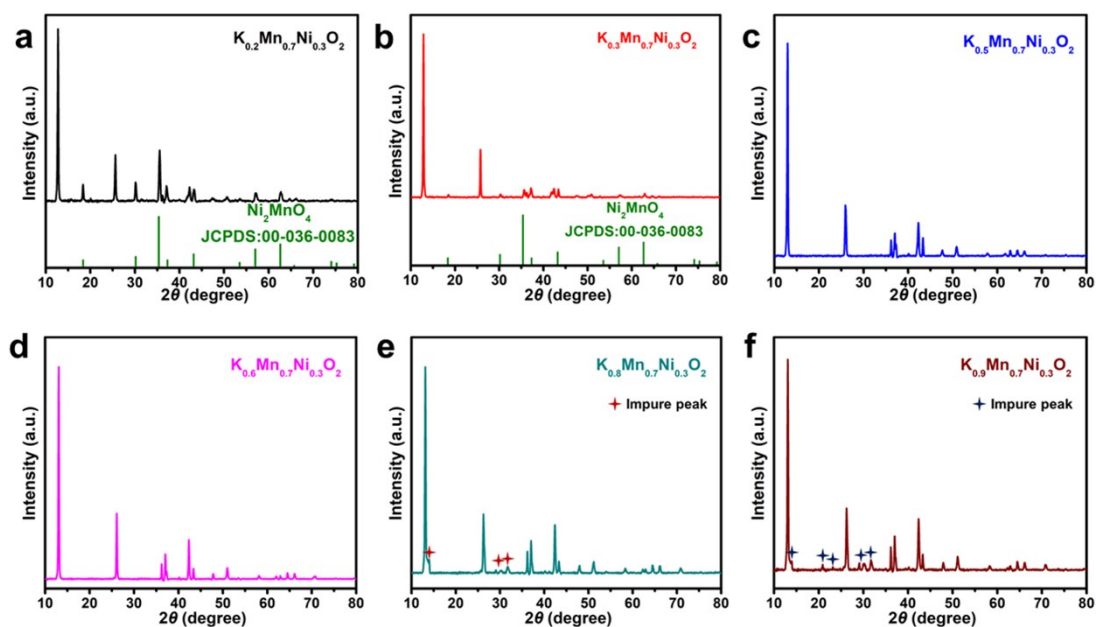 a
K0.2Mn0.7Ni0.3O2
Intensity (a.u.)
Ni2MnO4
JCPDS:00-036-0083
10 20 30 40 50 60 70 80
2θ (degree)
b
K0.3Mn0.7Ni0.3O2
Intensity (a.u.)
Ni2MnO4
JCPDS:00-036-0083
10 20 30 40 50 60 70 80
2θ (degree)
c
K0.5Mn0.7Ni0.3O2
Intensity (a.u.)
10 20 30 40 50 60 70 80
2θ (degree)
d
K0.6Mn0.7Ni0.3O2
Intensity (a.u.)
10 20 30 40 50 60 70 80
2θ (degree)
e
K0.8Mn0.7Ni0.3O2
Impure peak
Intensity (a.u.)
10 20 30 40 50 60 70 80
2θ (degree)
f
K0.9Mn0.7Ni0.3O2
Impure peak
Intensity (a.u.)
10 20 30 40 50 60 70 80
2θ (degree)